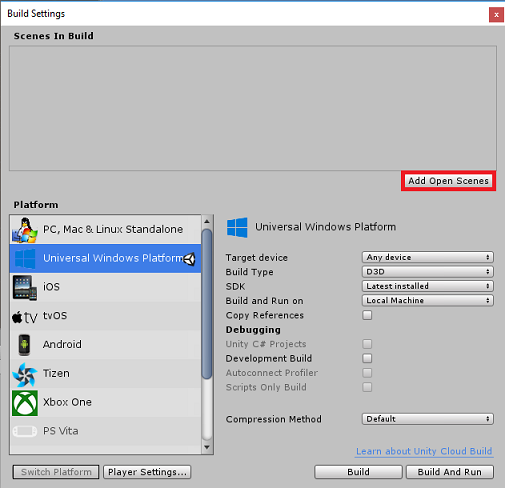 Build Settings
x
Scenes In Build
Add Open Scenes
Platform
PC, Mac & Linux Standalone
Universal Windows Platform
iOS
tv tvOS
Android
Tizen
Xbox One
PS Vita
Universal Windows Platform
Target device Any device
Build Type D3D
SDK Latest installed
Build and Run on Local Machine
Copy References
Debugging
Unity C# Projects
Development Build
Autoconnect Profiler
Scripts Only Build
Compression Method Default
Learn about Unity Cloud Build
Switch Platform Player Settings... Build Build And Run